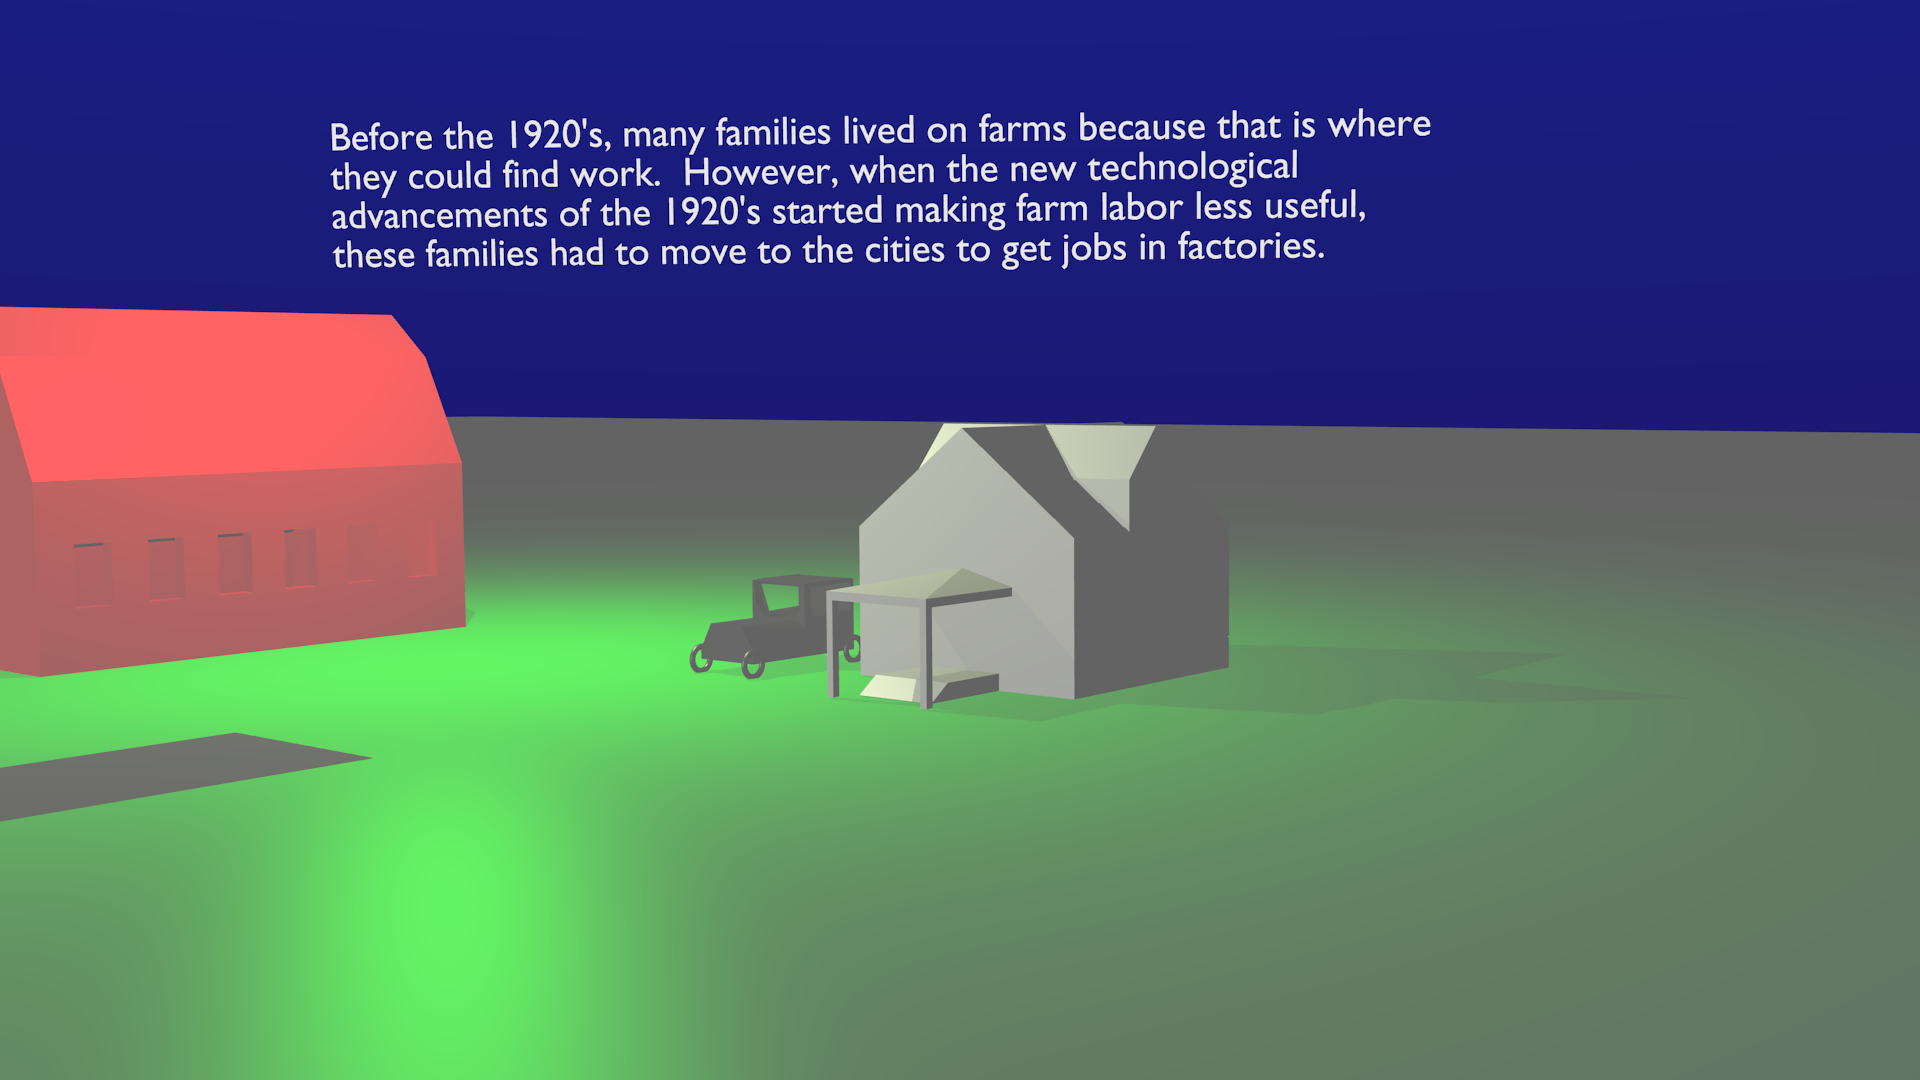 Before the 1920's, many families lived on farms because that is where
they could find work.  However, when the new technological
advancements of the 1920's started making farm labor less useful,
these families had to move to the cities to get jobs in factories.